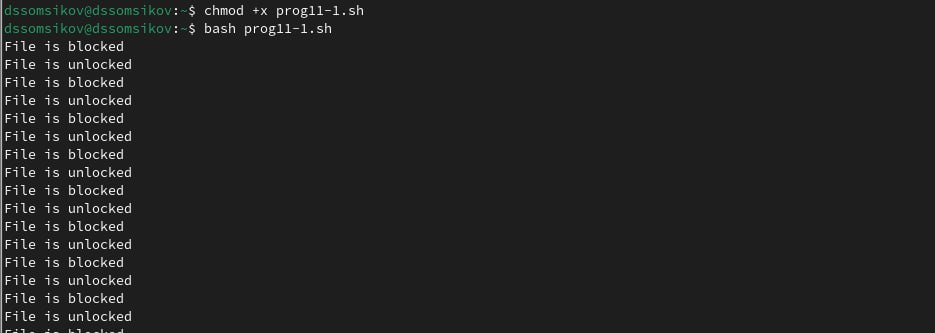 dssomsikov@dssomsikov:~$ chmod +x prog11-1.sh
dssomsikov@dssomsikov:~$ bash prog11-1.sh
File is blocked
File is unlocked
File is blocked
File is unlocked
File is blocked
File is unlocked
File is blocked
File is unlocked
File is blocked
File is unlocked
File is blocked
File is unlocked
File is blocked
File is unlocked
File is blocked
File is unlocked
File is blocked